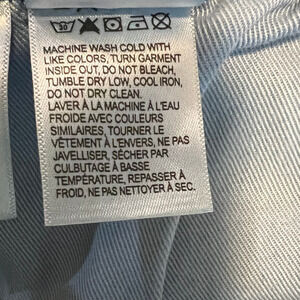 30
MACHINE WASH COLD WITH
LIKE COLORS, TURN GARMENT
INSIDE OUT, DO NOT BLEACH,
TUMBLE DRY LOW, COOL IRON,
DO NOT DRY CLEAN.
LAVER À LA MACHINE À L'EAU
FROIDE AVEC COULEURS
SIMILAIRES, TOURNER LE
VÊTEMENT À L'ENVERS, NE PAS
JAVELLISER, SÉCHER PAR
CULBUTAGE À BASSE
TEMPÉRATURE, REPASSER À
FROID, NE PAS NETTOYER À SEC.